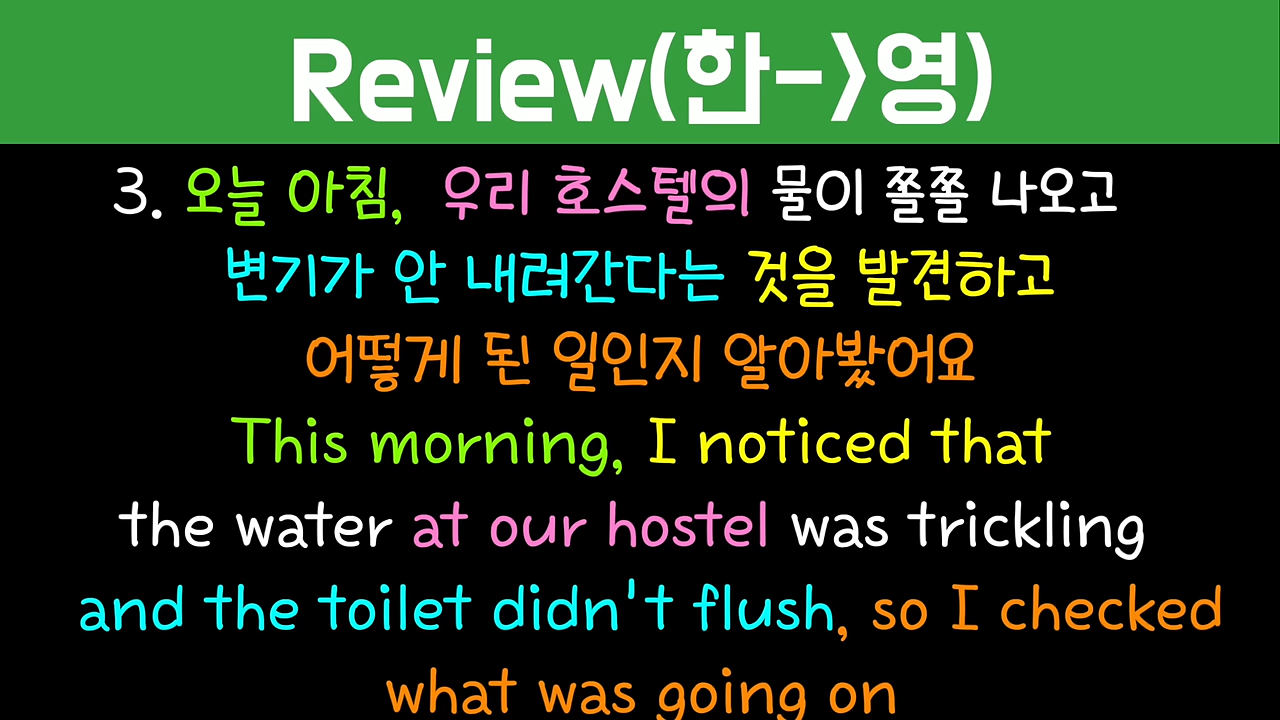 Review(한->영)
3. 오늘 아침, 우리 호스텔의 물이 쫄쫄 나오고
변기가 안 내려간다는 것을 발견하고
어떻게 된 일인지 알아봤어요
This morning, I noticed that
the water at our hostel was trickling
and the toilet didn't flush, so I checked
what was going on